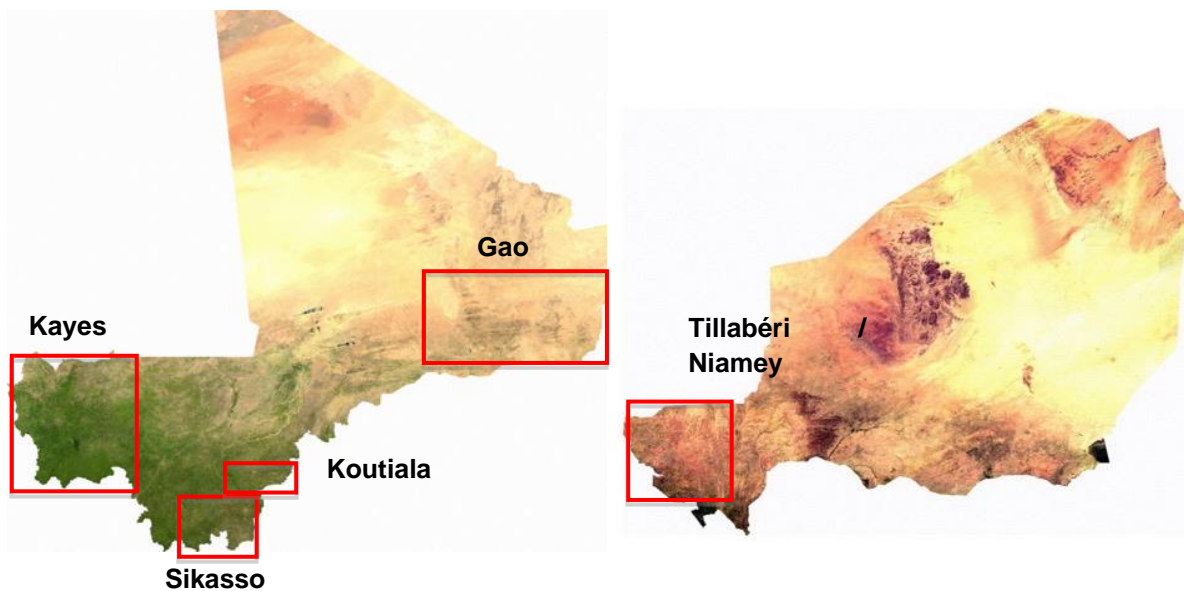 Gao
Kayes
Tillabéri /
Niamey
Koutiala
Sikasso